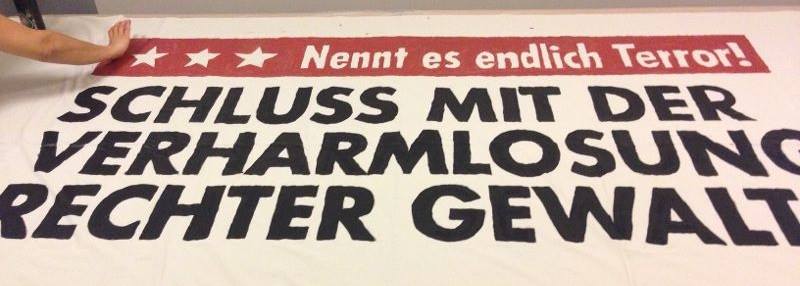 Nennt es endlich Terror!
SCHLUSS MIT DER
VERHARMLOSUNG
RECHTER GEWALT